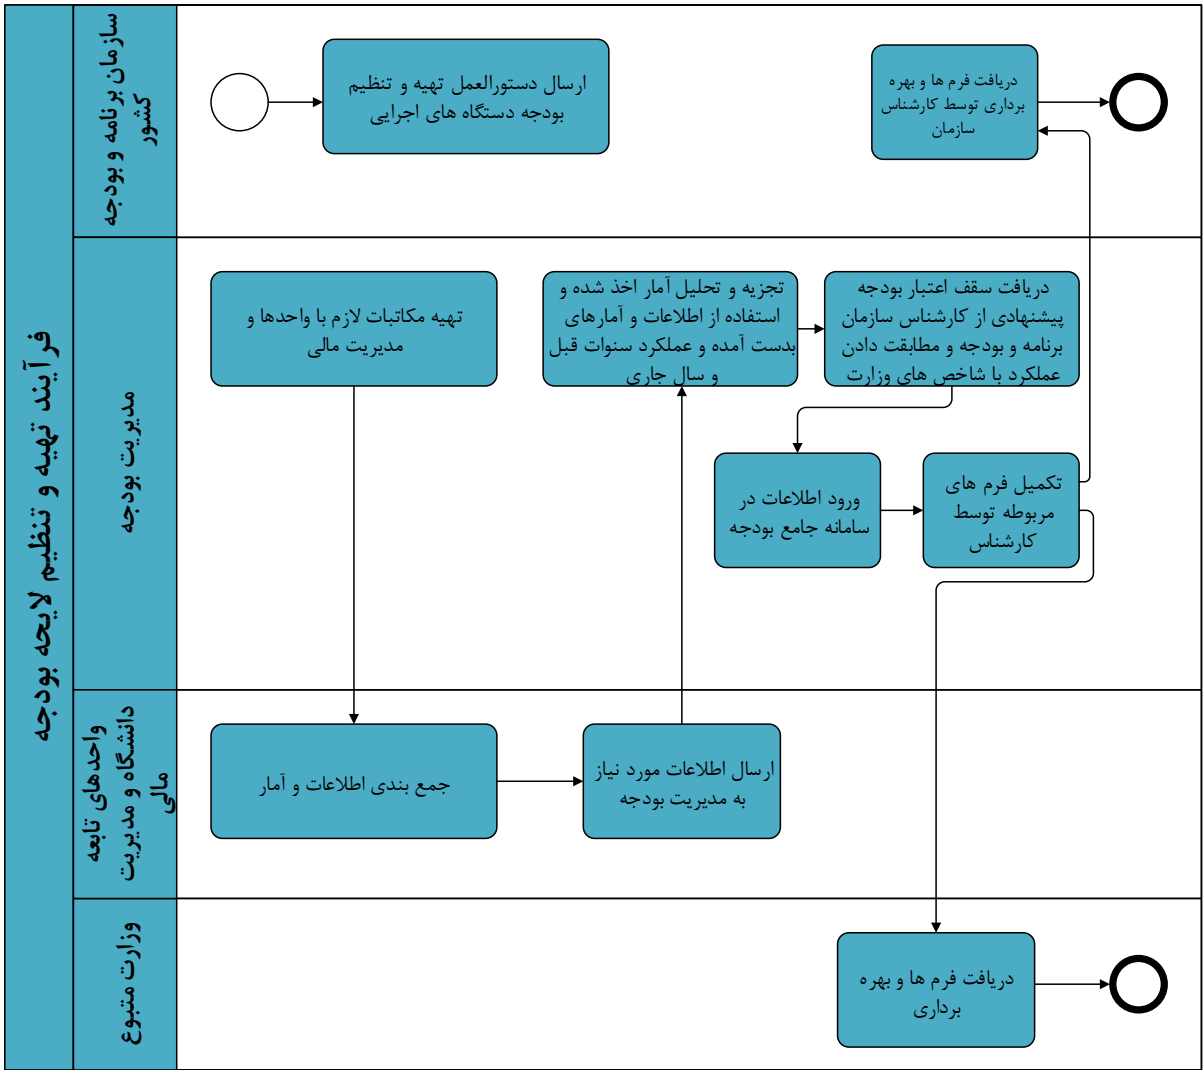 فرآیند تهیه و تنظیم لایحه بودجه
سازمان برنامه و بودجه
کشور
ارسال دستورالعمل تهیه و تنظیم
بودجه دستگاه های اجرایی
دریافت فرم ها و بهره
برداری توسط کارشناس
سازمان
مدیریت بودجه
تهیه مکاتبات لازم با واحدها و
مدیریت مالی
تجزیه و تحلیل آمار اخذ شده و
استفاده از اطلاعات و آمارهای
بدست آمده و عملکرد سنوات قبل
و سال جاری
دریافت سقف اعتبار بودجه
پیشنهادی از کارشناس سازمان
برنامه و بودجه و مطابقت دادن
عملکرد با شاخص های وزارت
ورود اطلاعات در
سامانه جامع بودجه
تکمیل فرم های
مربوطه توسط
کارشناس
واحدهای تابعه
دانشگاه و مدیریت
مالی
جمع بندی اطلاعات و آمار
ارسال اطلاعات مورد نیاز
به مدیریت بودجه
وزارت متبوع
دریافت فرم ها و بهره
برداری